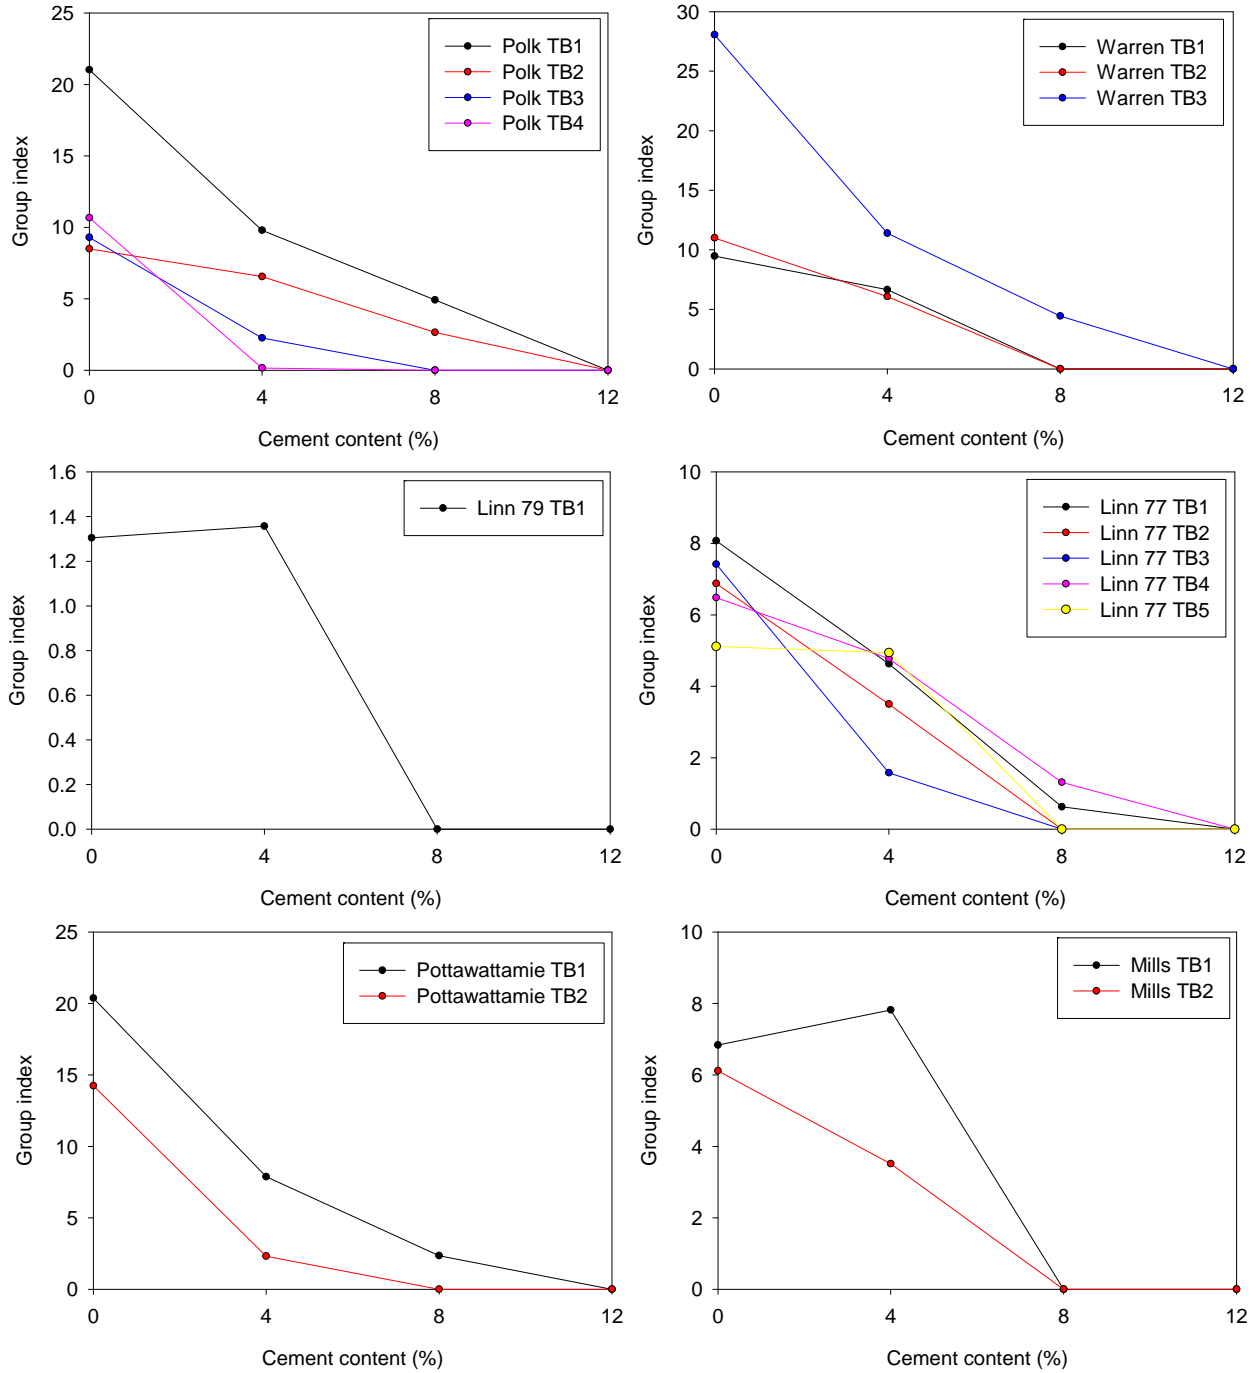 25
20
15
10
5
0
Group index
0 4 8 12
Cement content (%)
Polk TB1
Polk TB2
Polk TB3
Polk TB4
30
25
20
15
10
5
0
Group index
0 4 8 12
Cement content (%)
Warren TB1
Warren TB2
Warren TB3
1.6
1.4
1.2
1.0
0.8
0.6
0.4
0.2
0.0
Group index
0 4 8 12
Cement content (%)
Linn 79 TB1
10
8
6
4
2
0
Group index
0 4 8 12
Cement content (%)
Linn 77 TB1
Linn 77 TB2
Linn 77 TB3
Linn 77 TB4
Linn 77 TB5
25
20
15
10
5
0
Group index
0 4 8 12
Cement content (%)
Pottawattamie TB1
Pottawattamie TB2
10
8
6
4
2
0
Group index
0 4 8 12
Cement content (%)
Mills TB1
Mills TB2